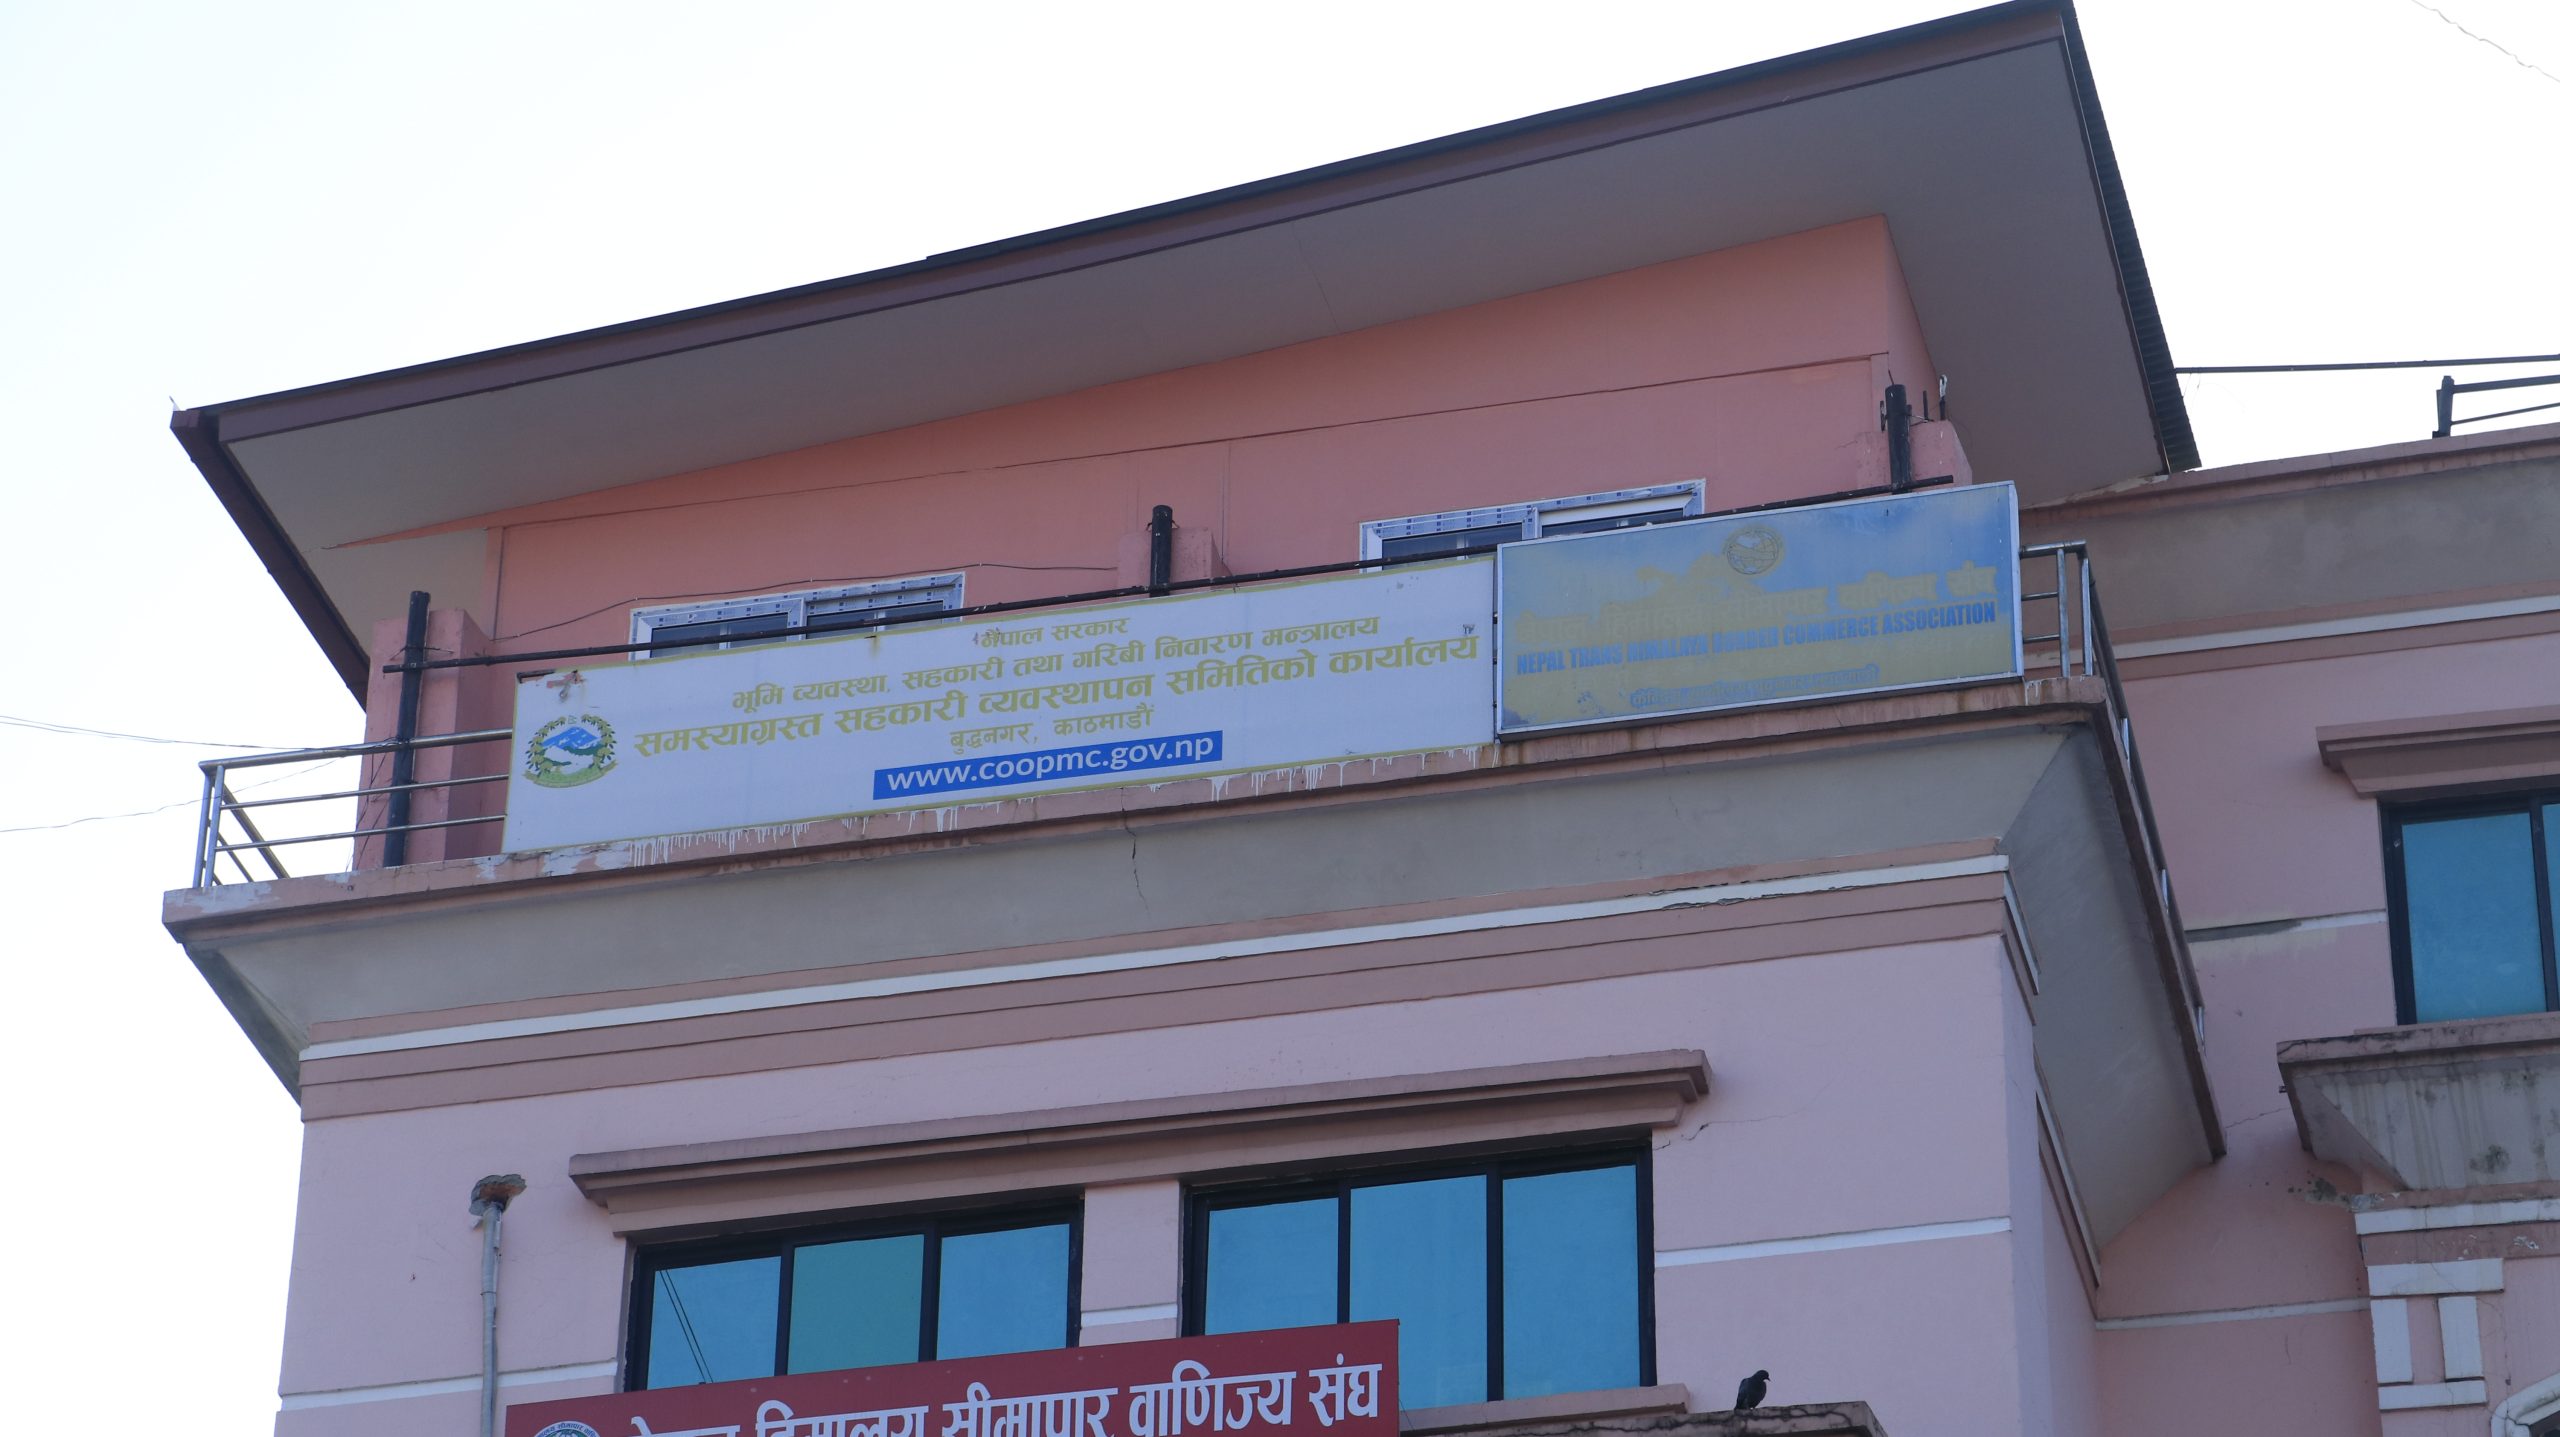 नेपाल सरकार
भूमि व्यवस्था, सहकारी तथा गरिबी निवारण मन्त्रालय
समस्याग्रस्त सहकारी व्यवस्थापन समितिको कार्यालय
बुद्धनगर, काठमाडौं
www.coopmc.gov.np
सीमापार वाणिज्य संघ
NEPAL TRANS HIMALAYA BORDER COMMERCE ASSOCIATION
हिमालय सीमापार वाणिज्य संघ